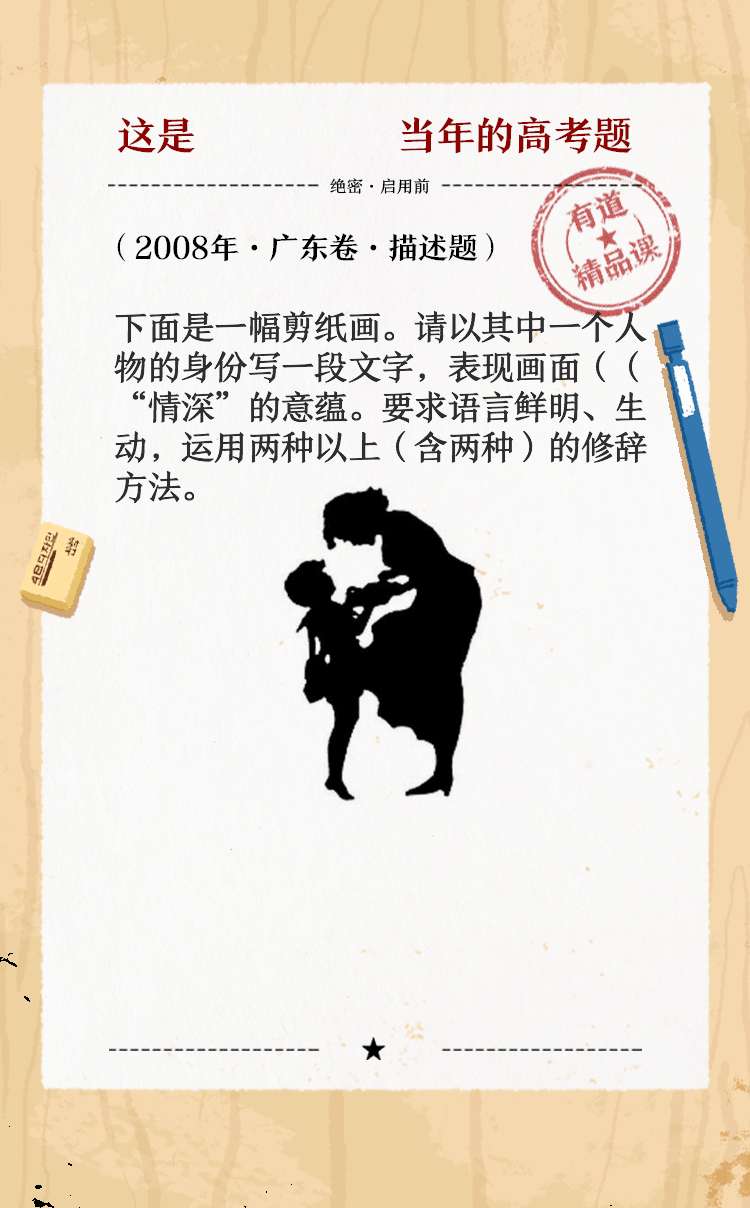 这是 当年的高考题
绝密·启用前
有道
精品课
（2008年·广东卷·描述题）
下面是一幅剪纸画。请以其中一个人
物的身份写一段文字，表现画面（（
“情深”的意蕴。要求语言鲜明、生
动，运用两种以上（含两种）的修辞
方法。